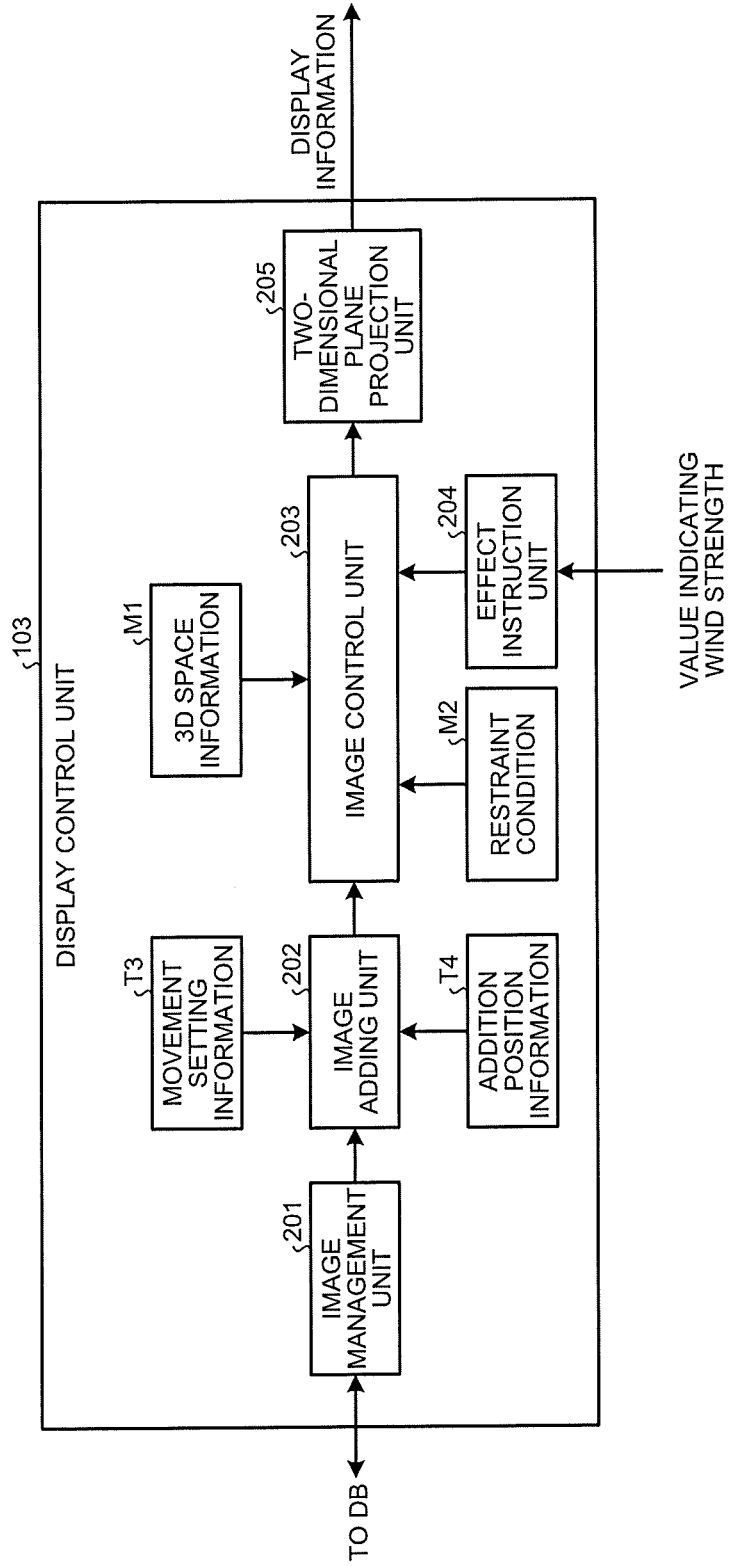 103
DISPLAY CONTROL UNIT
TO DB
201
IMAGE
MANAGEMENT
UNIT
T3
MOVEMENT
SETTING
INFORMATION
202
IMAGE
ADDING UNIT
T4
ADDITION
POSITION
INFORMATION
M1
3D SPACE
INFORMATION
203
IMAGE CONTROL UNIT
M2
RESTRAINT
CONDITION
204
EFFECT
INSTRUCTION
UNIT
VALUE INDICATING
WIND STRENGTH
205
TWO-
DIMENSIONAL
PLANE
PROJECTION
UNIT
DISPLAY
INFORMATION